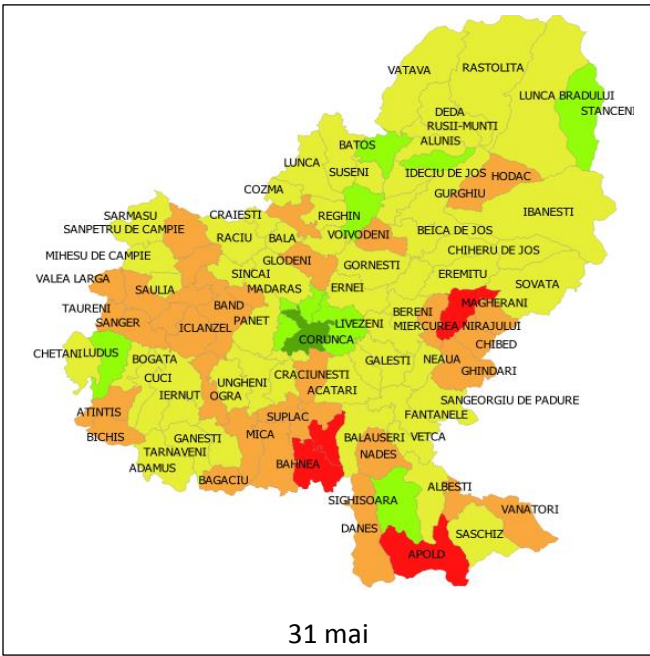 VATAVA
RASTOLITA
LUNCA BRADULUI
STANCENI
DEDA
RUSII-MUNTI
ALUNIS
BATOS
LUNCA
SUSENI
IDECIU DE JOS
HODAC
GURGHIU
COZMA
IBANESTI
SARMASU
CRAIESTI
REGHIN
SANPETRU DE CAMPIE
RACIU
BALA
VOIVODENI
BEICA DE JOS
MIHESU DE CAMPIE
GLODENI
CHIHERU DE JOS
GORNESTI
VALEA LARGA
SINCAI
EREMITU
SAULIA
MADARAS
ERNEI
SOVATA
TAURENI
BAND
BERENI
MAGHERANI
SANGER
ICLANZEL
PANET
LIVEZENI
MIERCUREA NIRAJULUI
CORUNCA
CHIBED
CHETANI
LUDUS
BOGATA
GALESTI
NEAUA
GHINDARI
CUCI
UNGHENI
CRACIUNESTI
IERNUT
OGRA
ACATARI
SANGEORGIU DE PADURE
ATINTIS
SUPLAC
FANTANELE
BICHIS
GANESTI
MICA
BALAUSERI
VETCA
TARNAVENI
NADES
ADAMUS
BAHNEA
BAGACIU
ALBESTI
SIGHISOARA
VANATORI
DANES
SASCHIZ
APOLD
31 mai